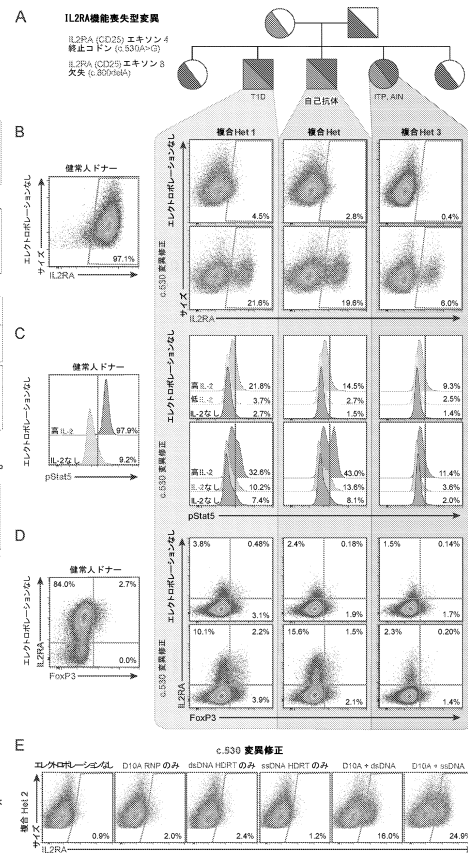 A
IL2RA機能喪失型変異
IL2RA (CD25) エキソン 4
終止コドン (c.530A>G)
IL2RA (CD25) エキソン 8
欠失 (c.800delA)
T1D
自己抗体
ITP, AIN
B
健常人ドナー
エレクトロポレーションなし
サイズ
97.1%
IL2RA
複合Het 1
複合Het
複合Het 3
エレクトロポレーションなし
4.5%
2.8%
0.4%
c.530 変異修正
サイズ
21.6%
19.6%
6.0%
IL2RA
C
健常人ドナー
エレクトロポレーションなし
高IL-2
97.9%
IL-2なし
9.2%
pStat5
エレクトロポレーションなし
高IL-2
21.8%
14.5%
9.3%
低IL-2
3.7%
2.7%
2.5%
IL-2なし
2.7%
1.5%
1.4%
c.530 変異修正
高IL-2
32.6%
43.0%
11.4%
IL-2なし
10.2%
13.6%
3.6%
IL-2なし
7.4%
8.1%
2.0%
pStat5
D
健常人ドナー
エレクトロポレーションなし
IL2RA
84.0%
2.7%
0.0%
FoxP3
エレクトロポレーションなし
3.8%
0.48%
2.4%
0.18%
1.5%
0.14%
3.1%
1.9%
1.7%
c.530 変異修正
IL2RA
10.1%
2.2%
15.6%
1.5%
2.3%
0.20%
3.9%
2.1%
1.4%
FoxP3
E
c.530 変異修正
エレクトロポレーションなし
D10A RNP のみ
dsDNA HDRT のみ
ssDNA HDRT のみ
D10A + dsDNA
D10A + ssDNA
複合 Het 2
サイズ
0.9%
2.0%
2.4%
1.2%
16.0%
24.9%
IL2RA